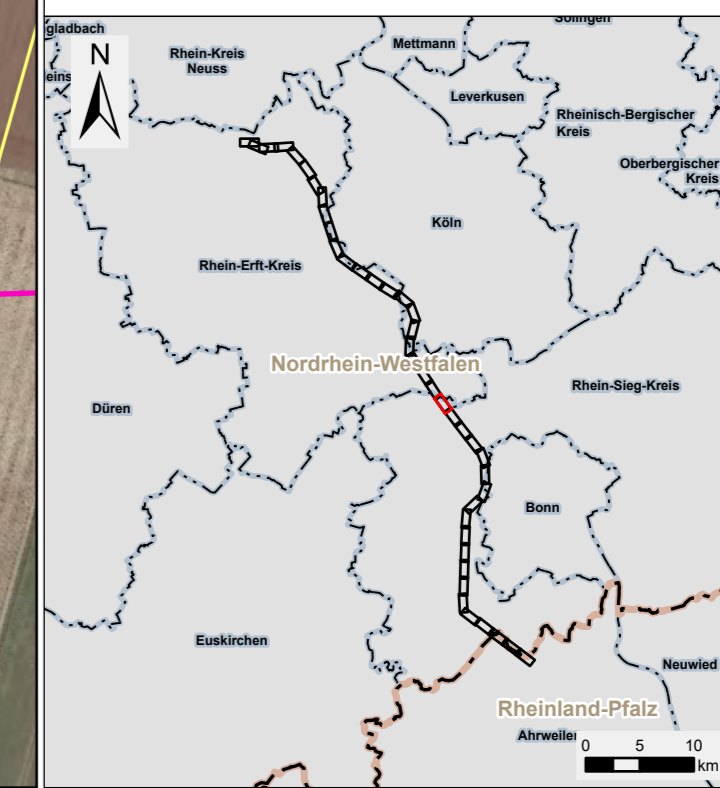 Solingen
gladbach
N
Rhein-Kreis
Neuss
Mettmann
Leverkusen
Rheinisch-Bergischer
Kreis
Oberbergischer
Kreis
Köln
Rhein-Erft-Kreis
Nordrhein-Westfalen
Düren
Rhein-Sieg-Kreis
Bonn
Euskirchen
Neuwied
Rheinland-Pfalz
Ahrweiler
0 5 10
km